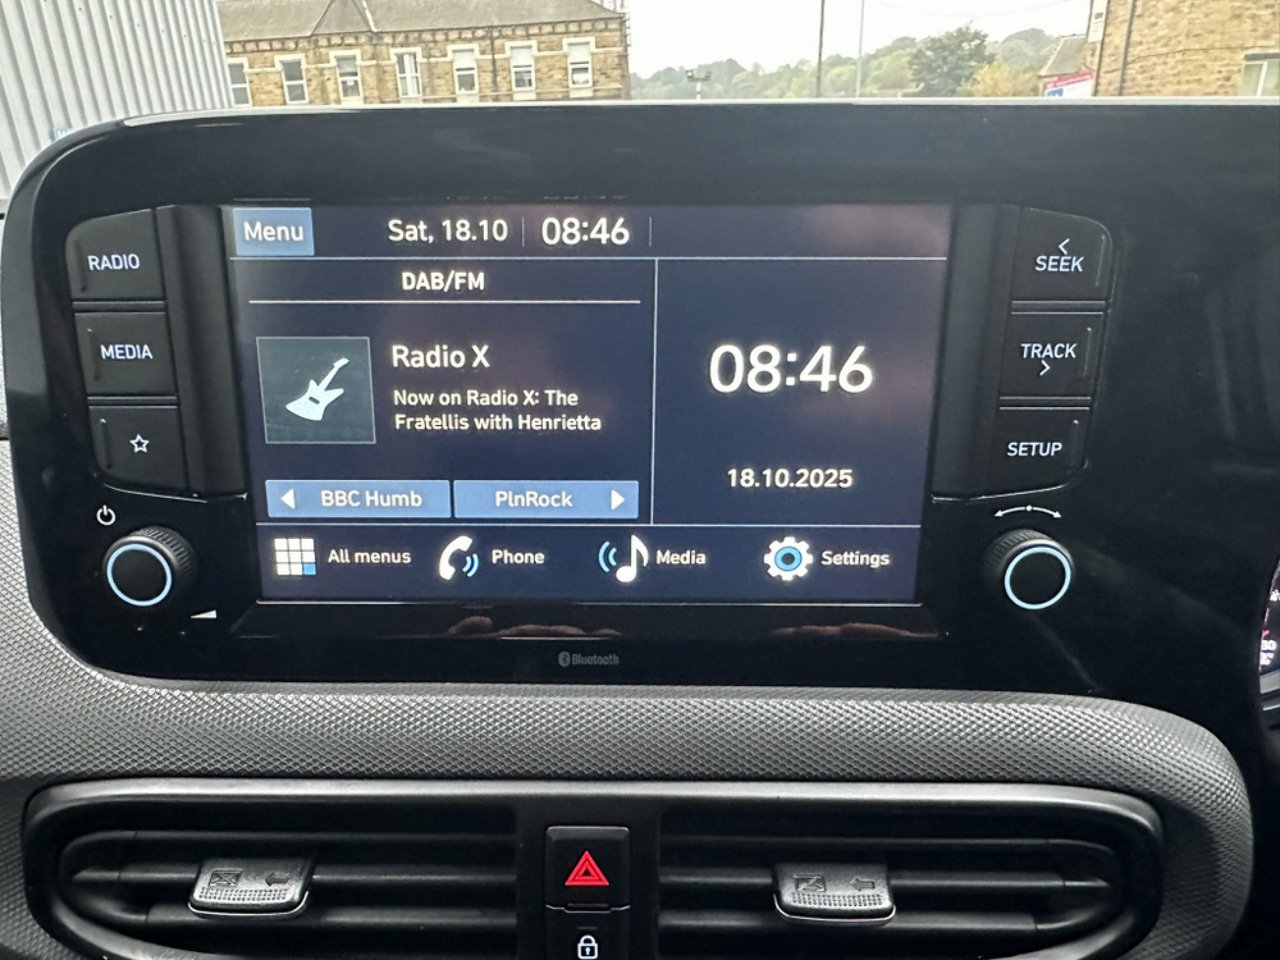 RADIO
MEDIA
Menu
Sat, 18.10
08:46
DAB/FM
Radio X
Now on Radio X: The
Fratellis with Henrietta
BBC Humb
PlnRock
08:46
18.10.2025
All menus
Phone
Media
Settings
SEEK
TRACK
SETUP
Bluetooth